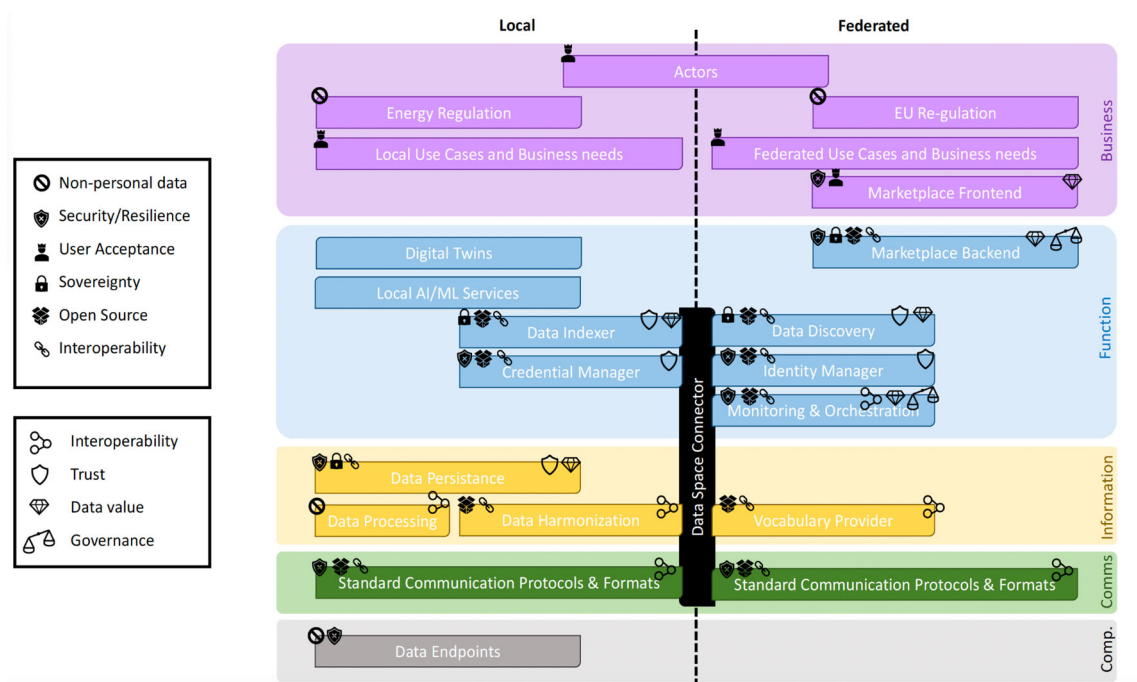 Local
Federated
Actors
Energy Regulation
EU Re-gulation
Local Use Cases and Business needs
Federated Use Cases and Business needs
Marketplace Frontend
Business
Non-personal data
Security/Resilience
User Acceptance
Sovereignty
Open Source
Interoperability
Interoperability
Trust
Data value
Governance
Digital Twins
Marketplace Backend
Local AI/ML Services
Data Indexer
Data Discovery
Credential Manager
Identity Manager
Monitoring & Orchestration
Function
Data Space Connector
Data Persistance
Data Processing
Data Harmonization
Vocabulary Provider
Information
Standard Communication Protocols & Formats
Standard Communication Protocols & Formats
Comms
Data Endpoints
Comp.